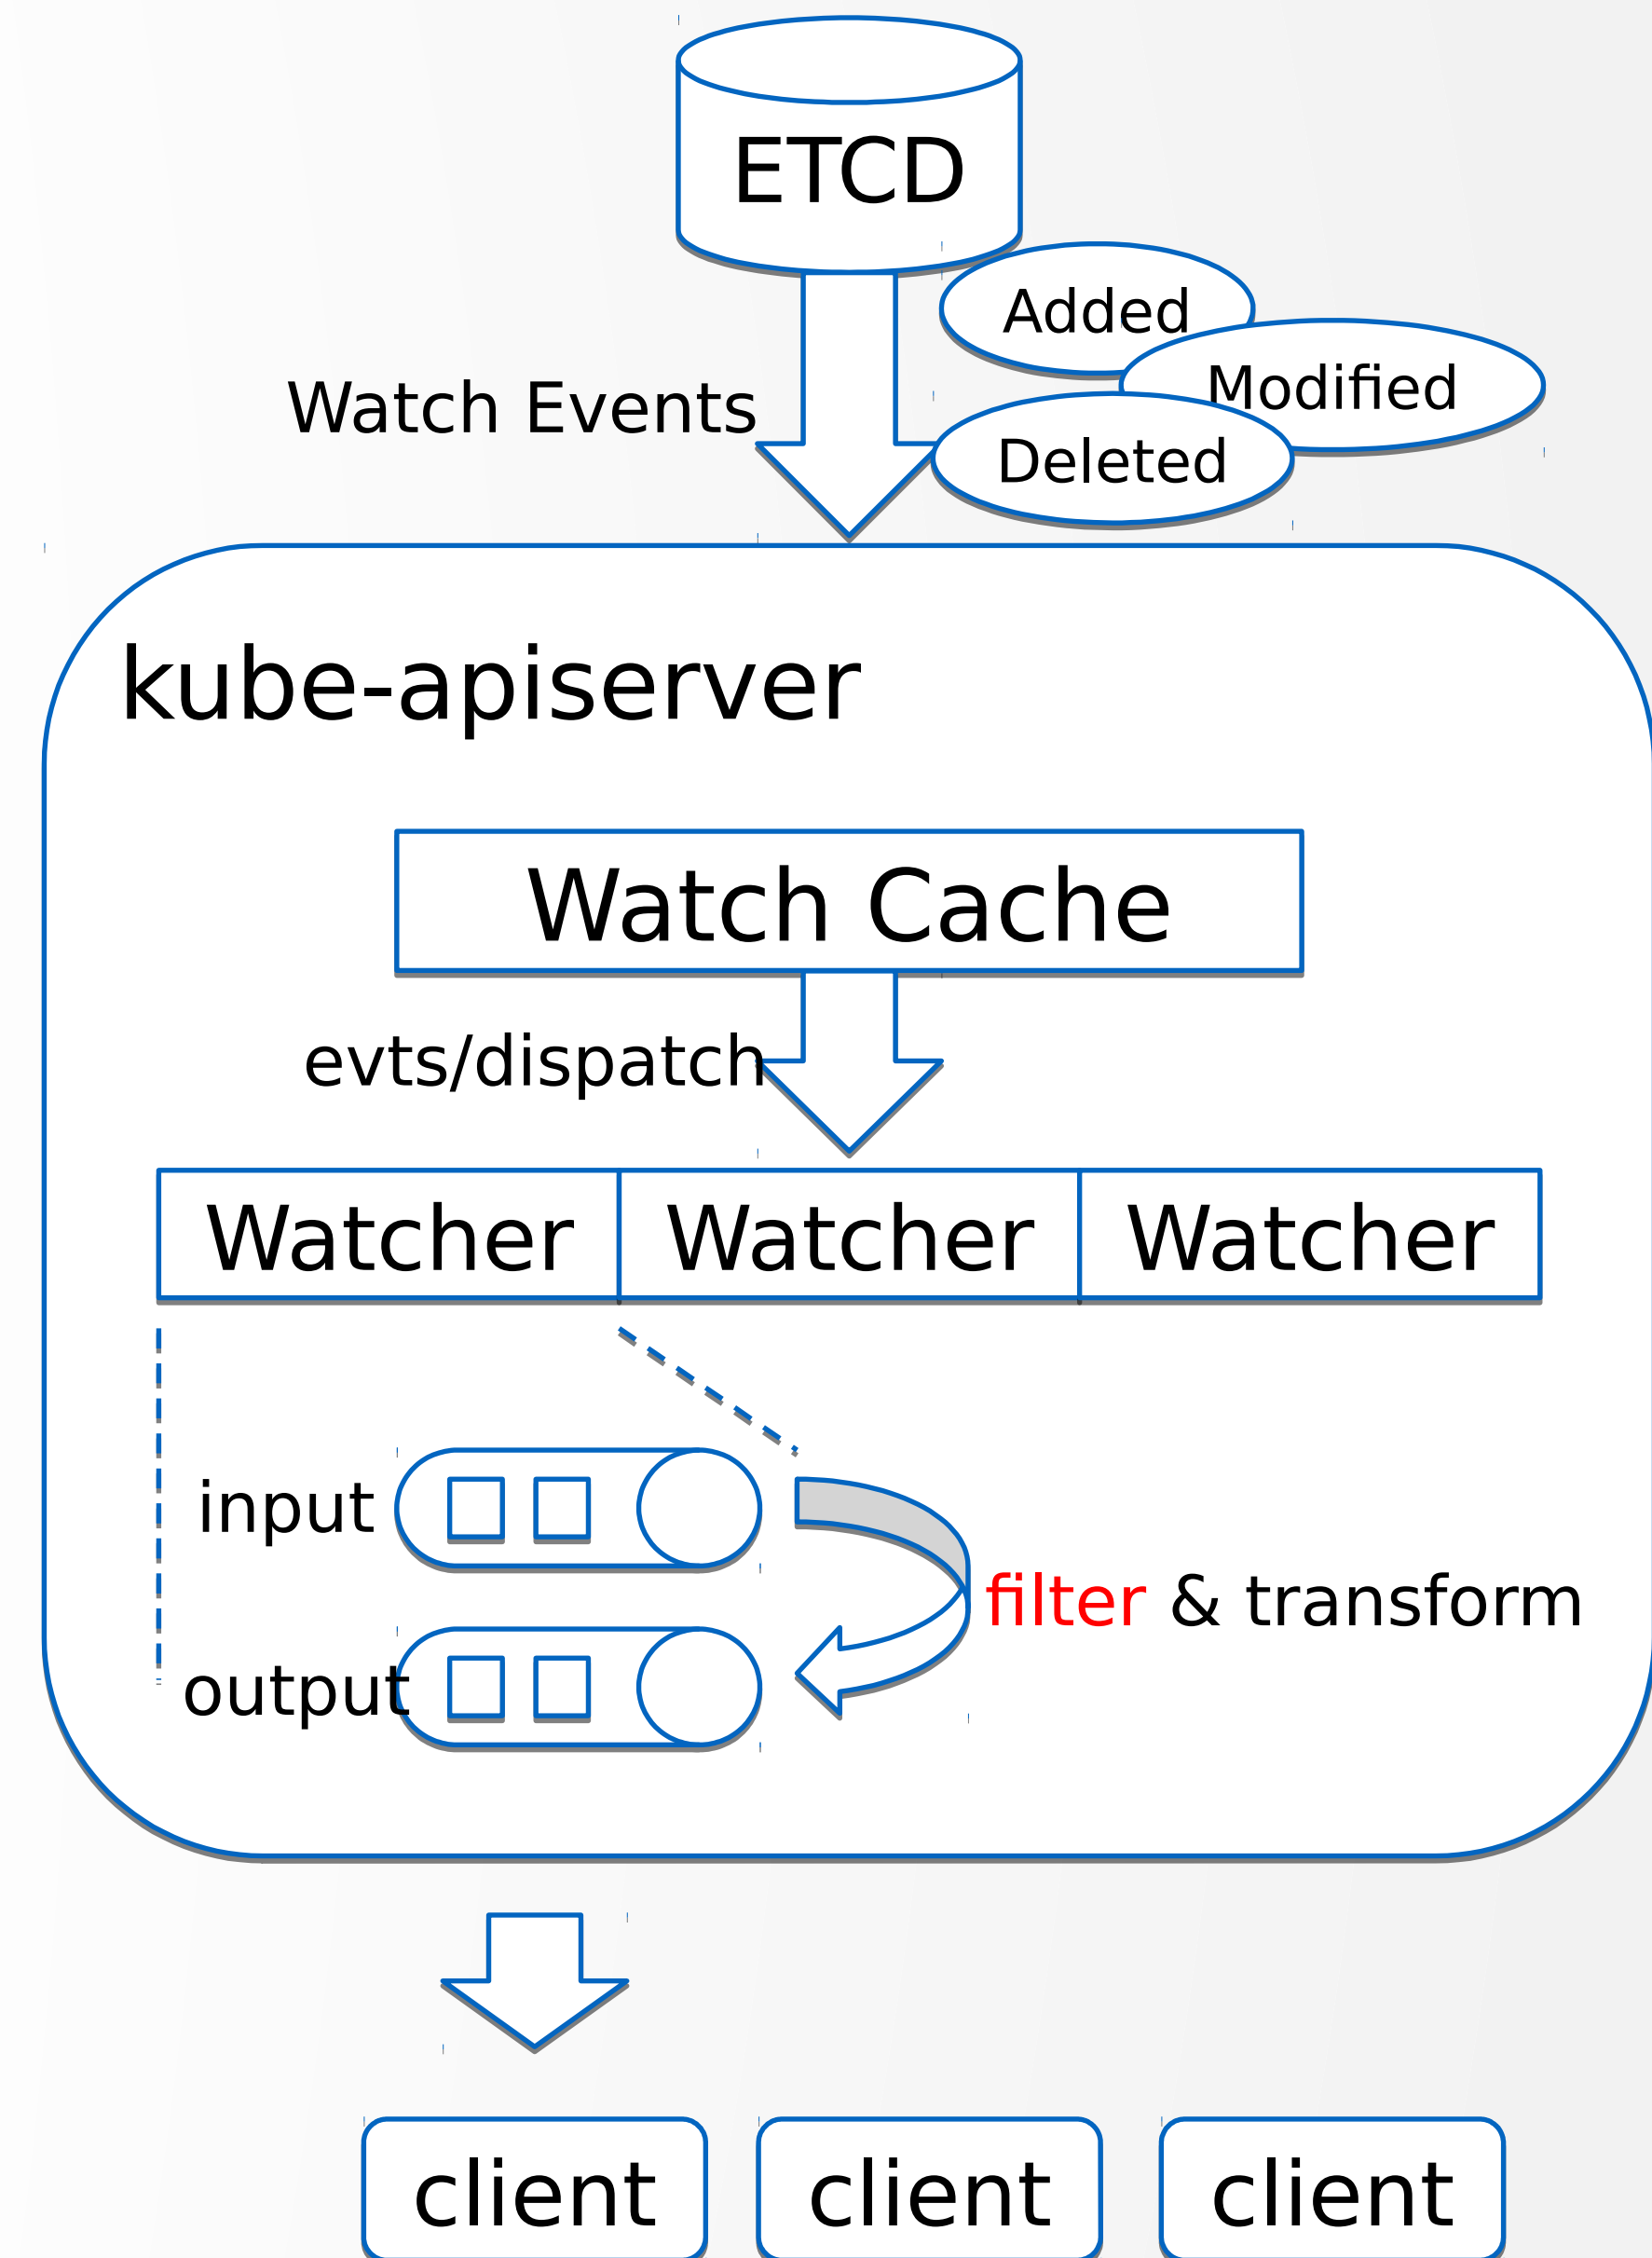 ETCD
Added
Modified
Watch Events
Deleted
kube-apiserver
Watch Cache
evts/dispatch
Watcher Watcher Watcher
input
filter & transform
output
client client client